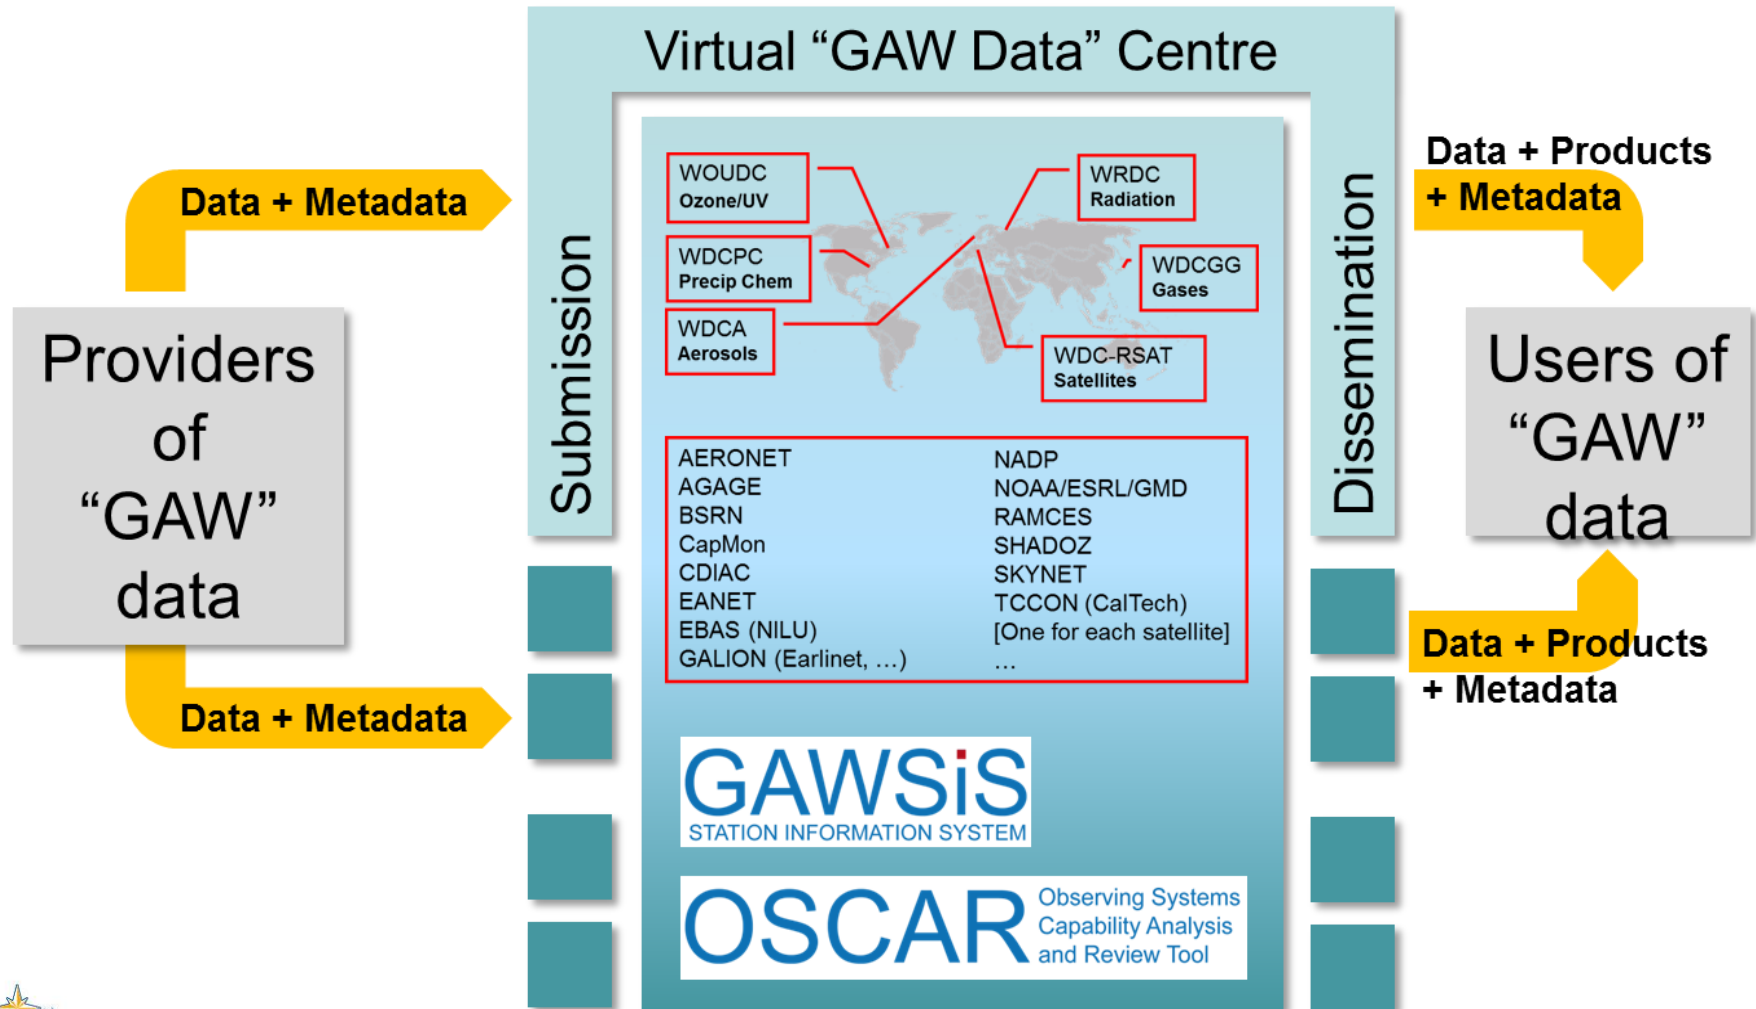 Virtual “GAW Data” Centre
Data + Metadata
Providers
of
“GAW”
data
Data + Metadata
Submission
WOUDC
Ozone/UV
WDCPC
Precip Chem
WDCA
Aerosols
WRDC
Radiation
WDCGG
Gases
WDC-RSAT
Satellites
AERONET
AGAGE
BSRN
CapMon
CDIAC
EANET
EBAS (NILU)
GALION (Earlinet, …)
NADP
NOAA/ESRL/GMD
RAMCES
SHADOZ
SKYNET
TCCON (CalTech)
[One for each satellite]
…
GAWSiS
STATION INFORMATION SYSTEM
OSCAR
Observing Systems
Capability Analysis
and Review Tool
Dissemination
Data + Products
+ Metadata
Users of
“GAW”
data
Data + Products
+ Metadata